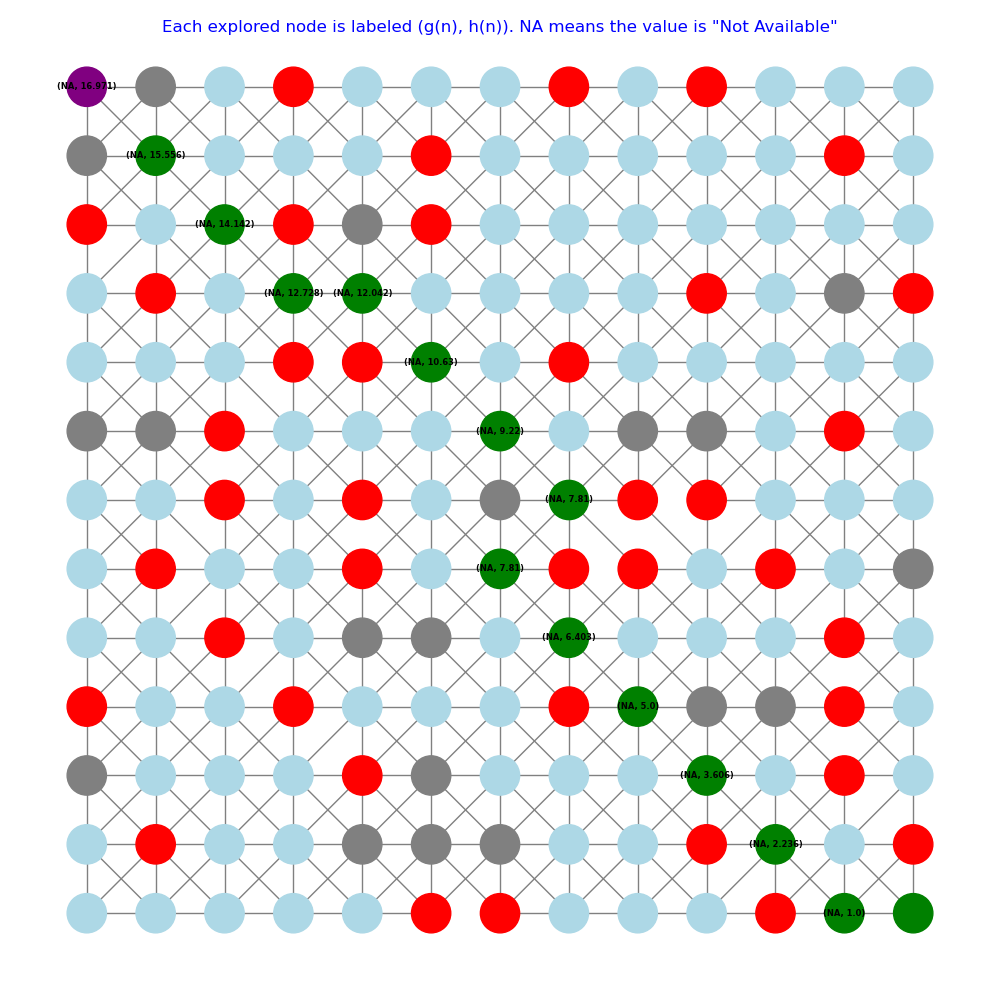 Each explored node is labeled (g(n), h(n)). NA means the value is "Not Available"
(NA, 16.971)
(NA, 15.556)
(NA, 14.142)
(NA, 12.728) (NA, 12.042)
(NA, 10.63)
(NA, 9.22)
(NA, 7.81)
(NA, 7.81)
(NA, 6.403)
(NA, 5.0)
(NA, 3.606)
(NA, 2.236)
(NA, 1.0)